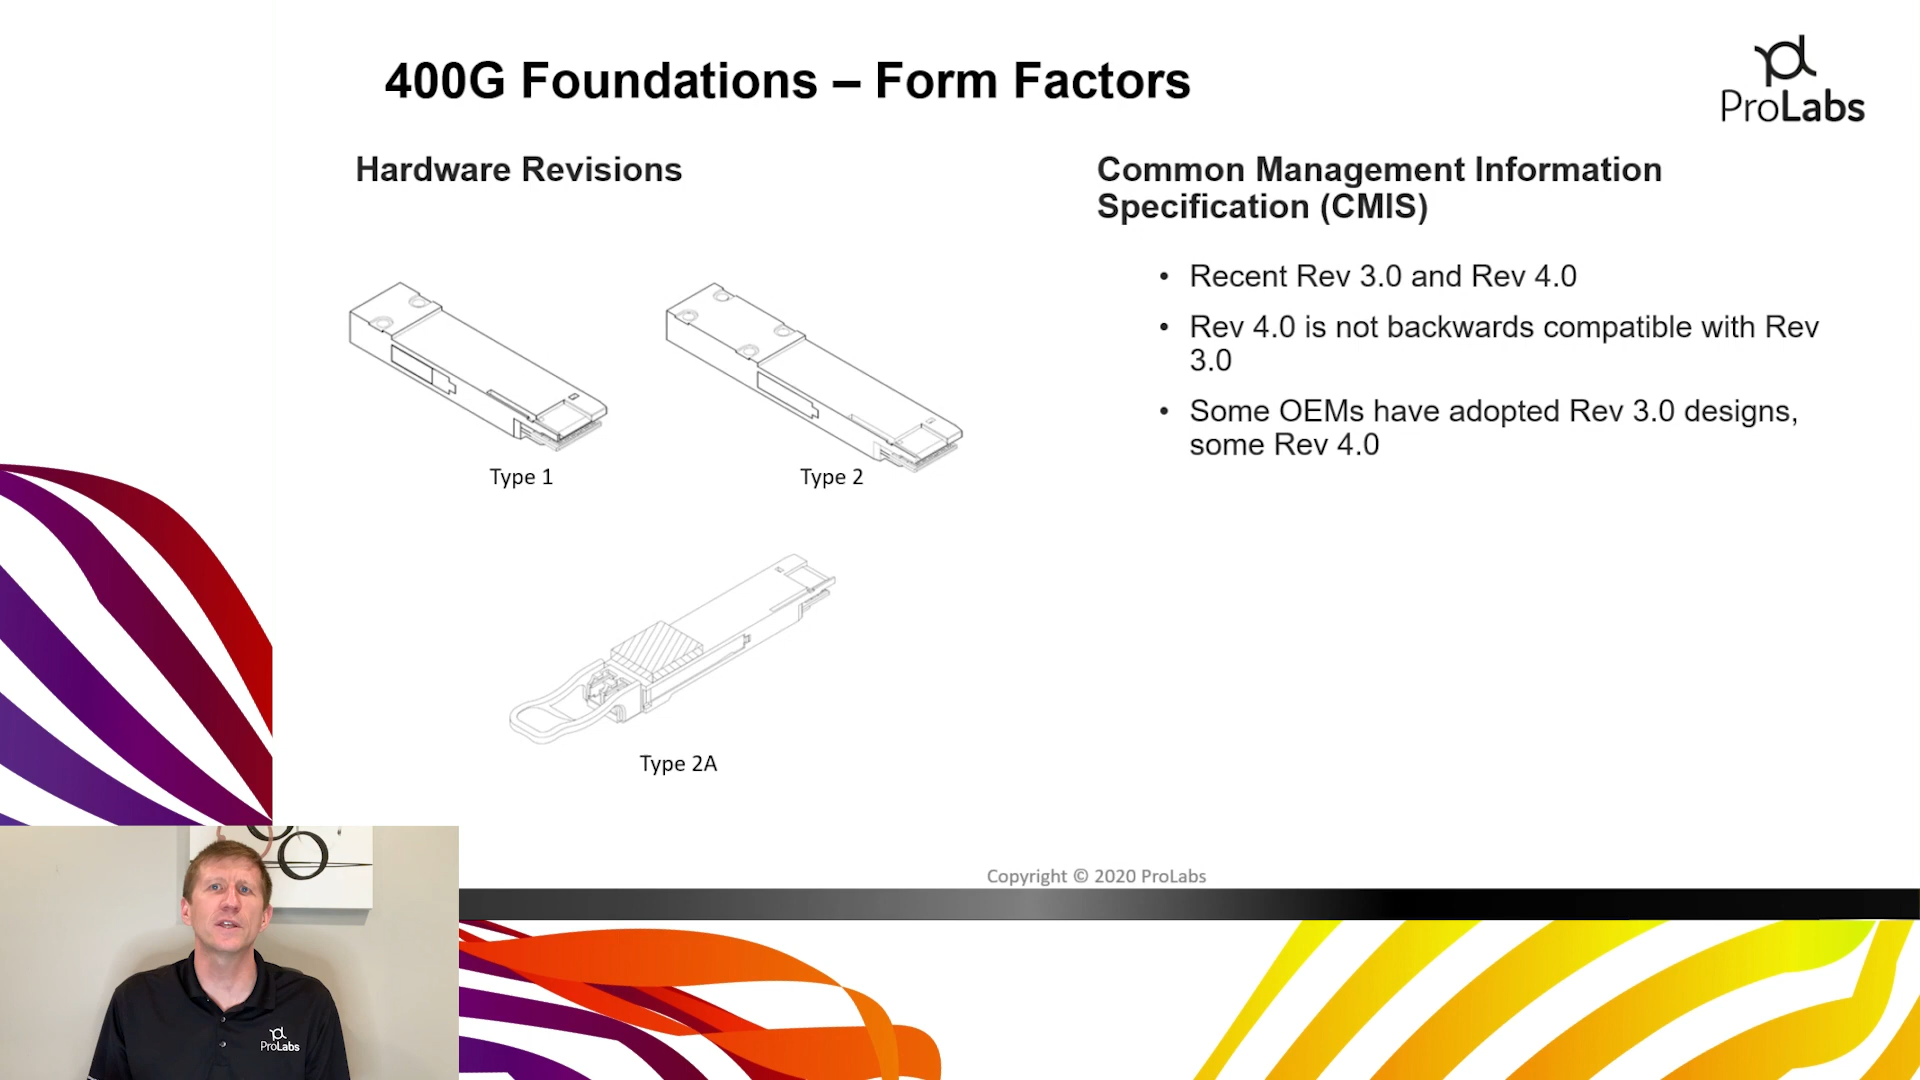 400G Foundations – Form Factors
ProLabs
Hardware Revisions
Common Management Information
Specification (CMIS)
• Recent Rev 3.0 and Rev 4.0
• Rev 4.0 is not backwards compatible with Rev
3.0
• Some OEMs have adopted Rev 3.0 designs,
some Rev 4.0
Type 1
Type 2
Type 2A
Copyright © 2020 ProLabs
ProLabs